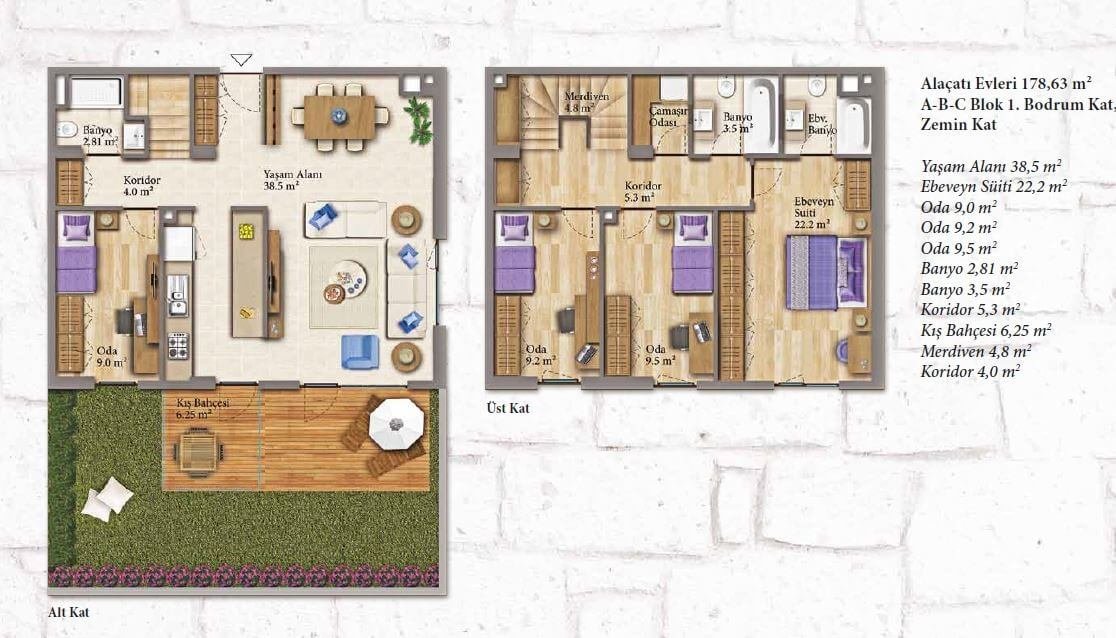 Banyo
2.81 m²
Koridor
4.0 m²
Yaşam Alanı
38.5 m²
Oda
9.0 m²
Kış Bahçesi
6.25 m²
Alt Kat
Merdiven
4.8 m²
Çamaşır
Odası
Banyo
3.5 m²
Ebv.
Banyo
Koridor
5.3 m²
Ebeveyn
Suiti
22.2 m²
Oda
9.2 m²
Oda
9.5 m²
Üst Kat
Alaçatı Evleri 178,63 m²
A-B-C Blok 1. Bodrum Kat,
Zemin Kat
Yaşam Alanı 38,5 m²
Ebeveyn Süiti 22,2 m²
Oda 9,0 m²
Oda 9,2 m²
Oda 9,5 m²
Banyo 2,81 m²
Banyo 3,5 m²
Koridor 5,3 m²
Kış Bahçesi 6,25 m²
Merdiven 4,8 m²
Koridor 4,0 m²